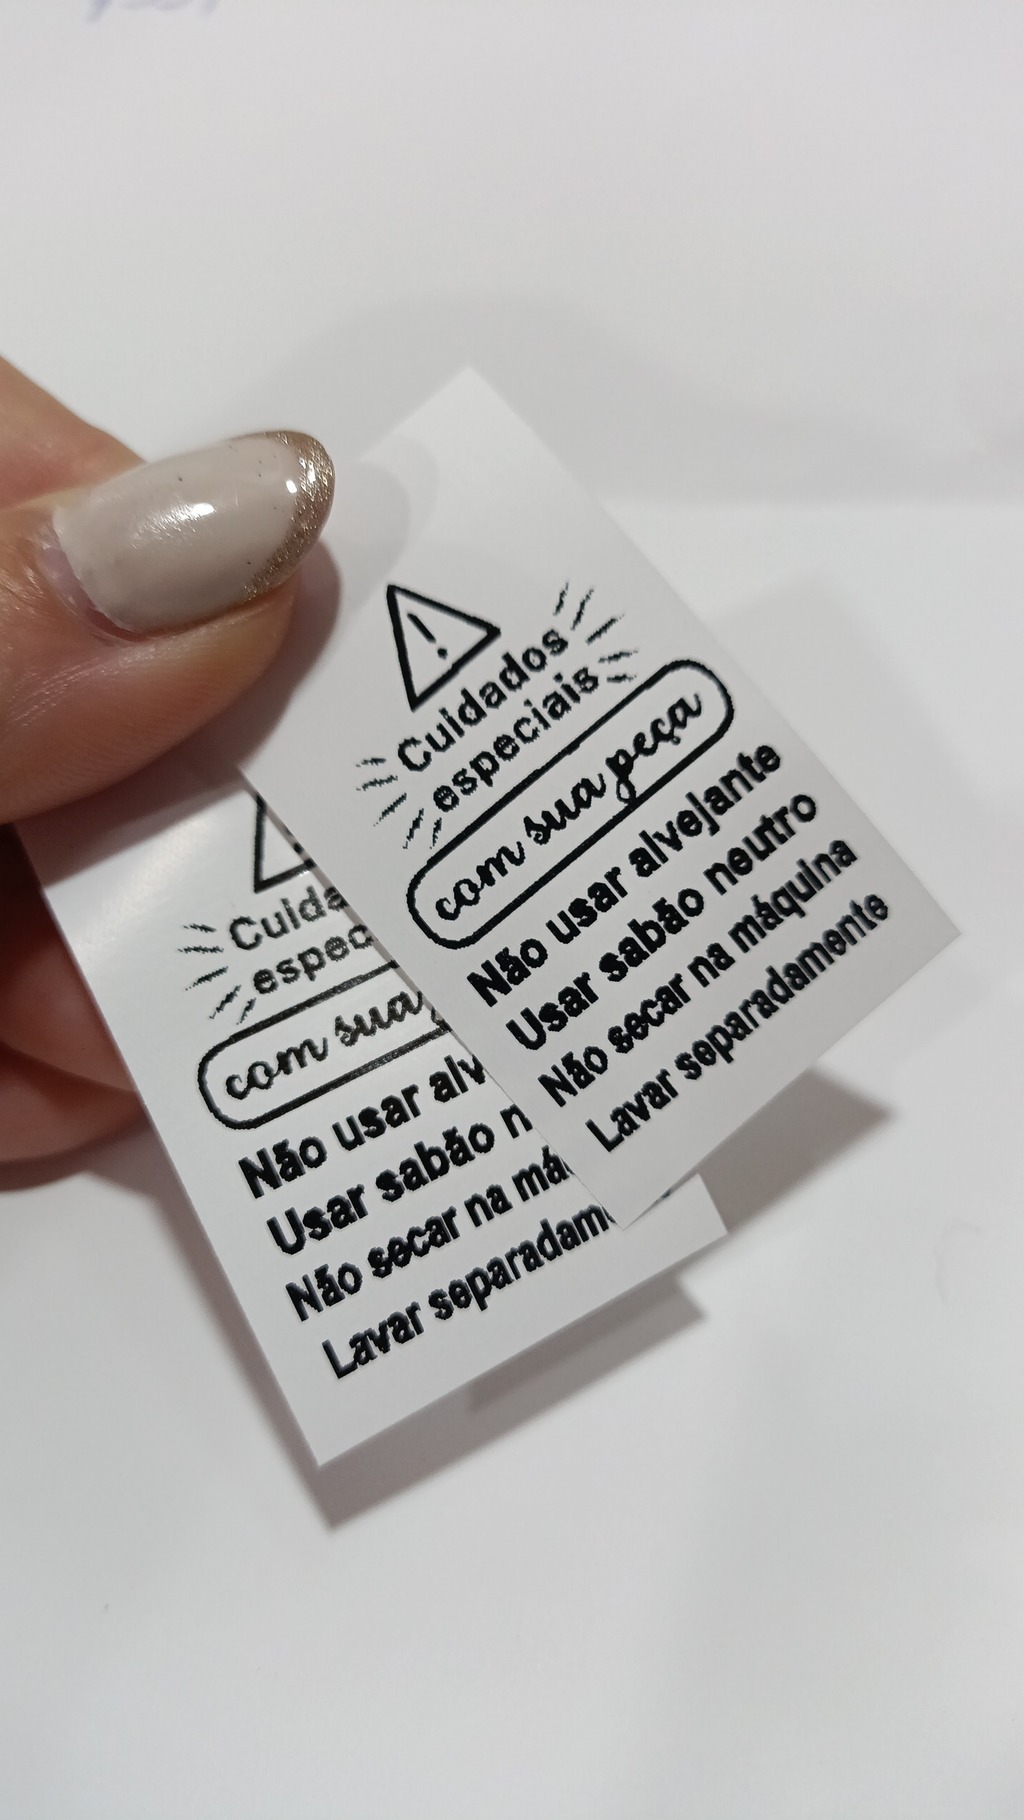 Cuidados
especiais
com sua peça
Não usar alvejante
Usar sabão neutro
Não secar na máquina
Lavar separadamente
Cuida
espec
com sua
Não usar alv
Usar sabão n
Não secar na má
Lavar separadam